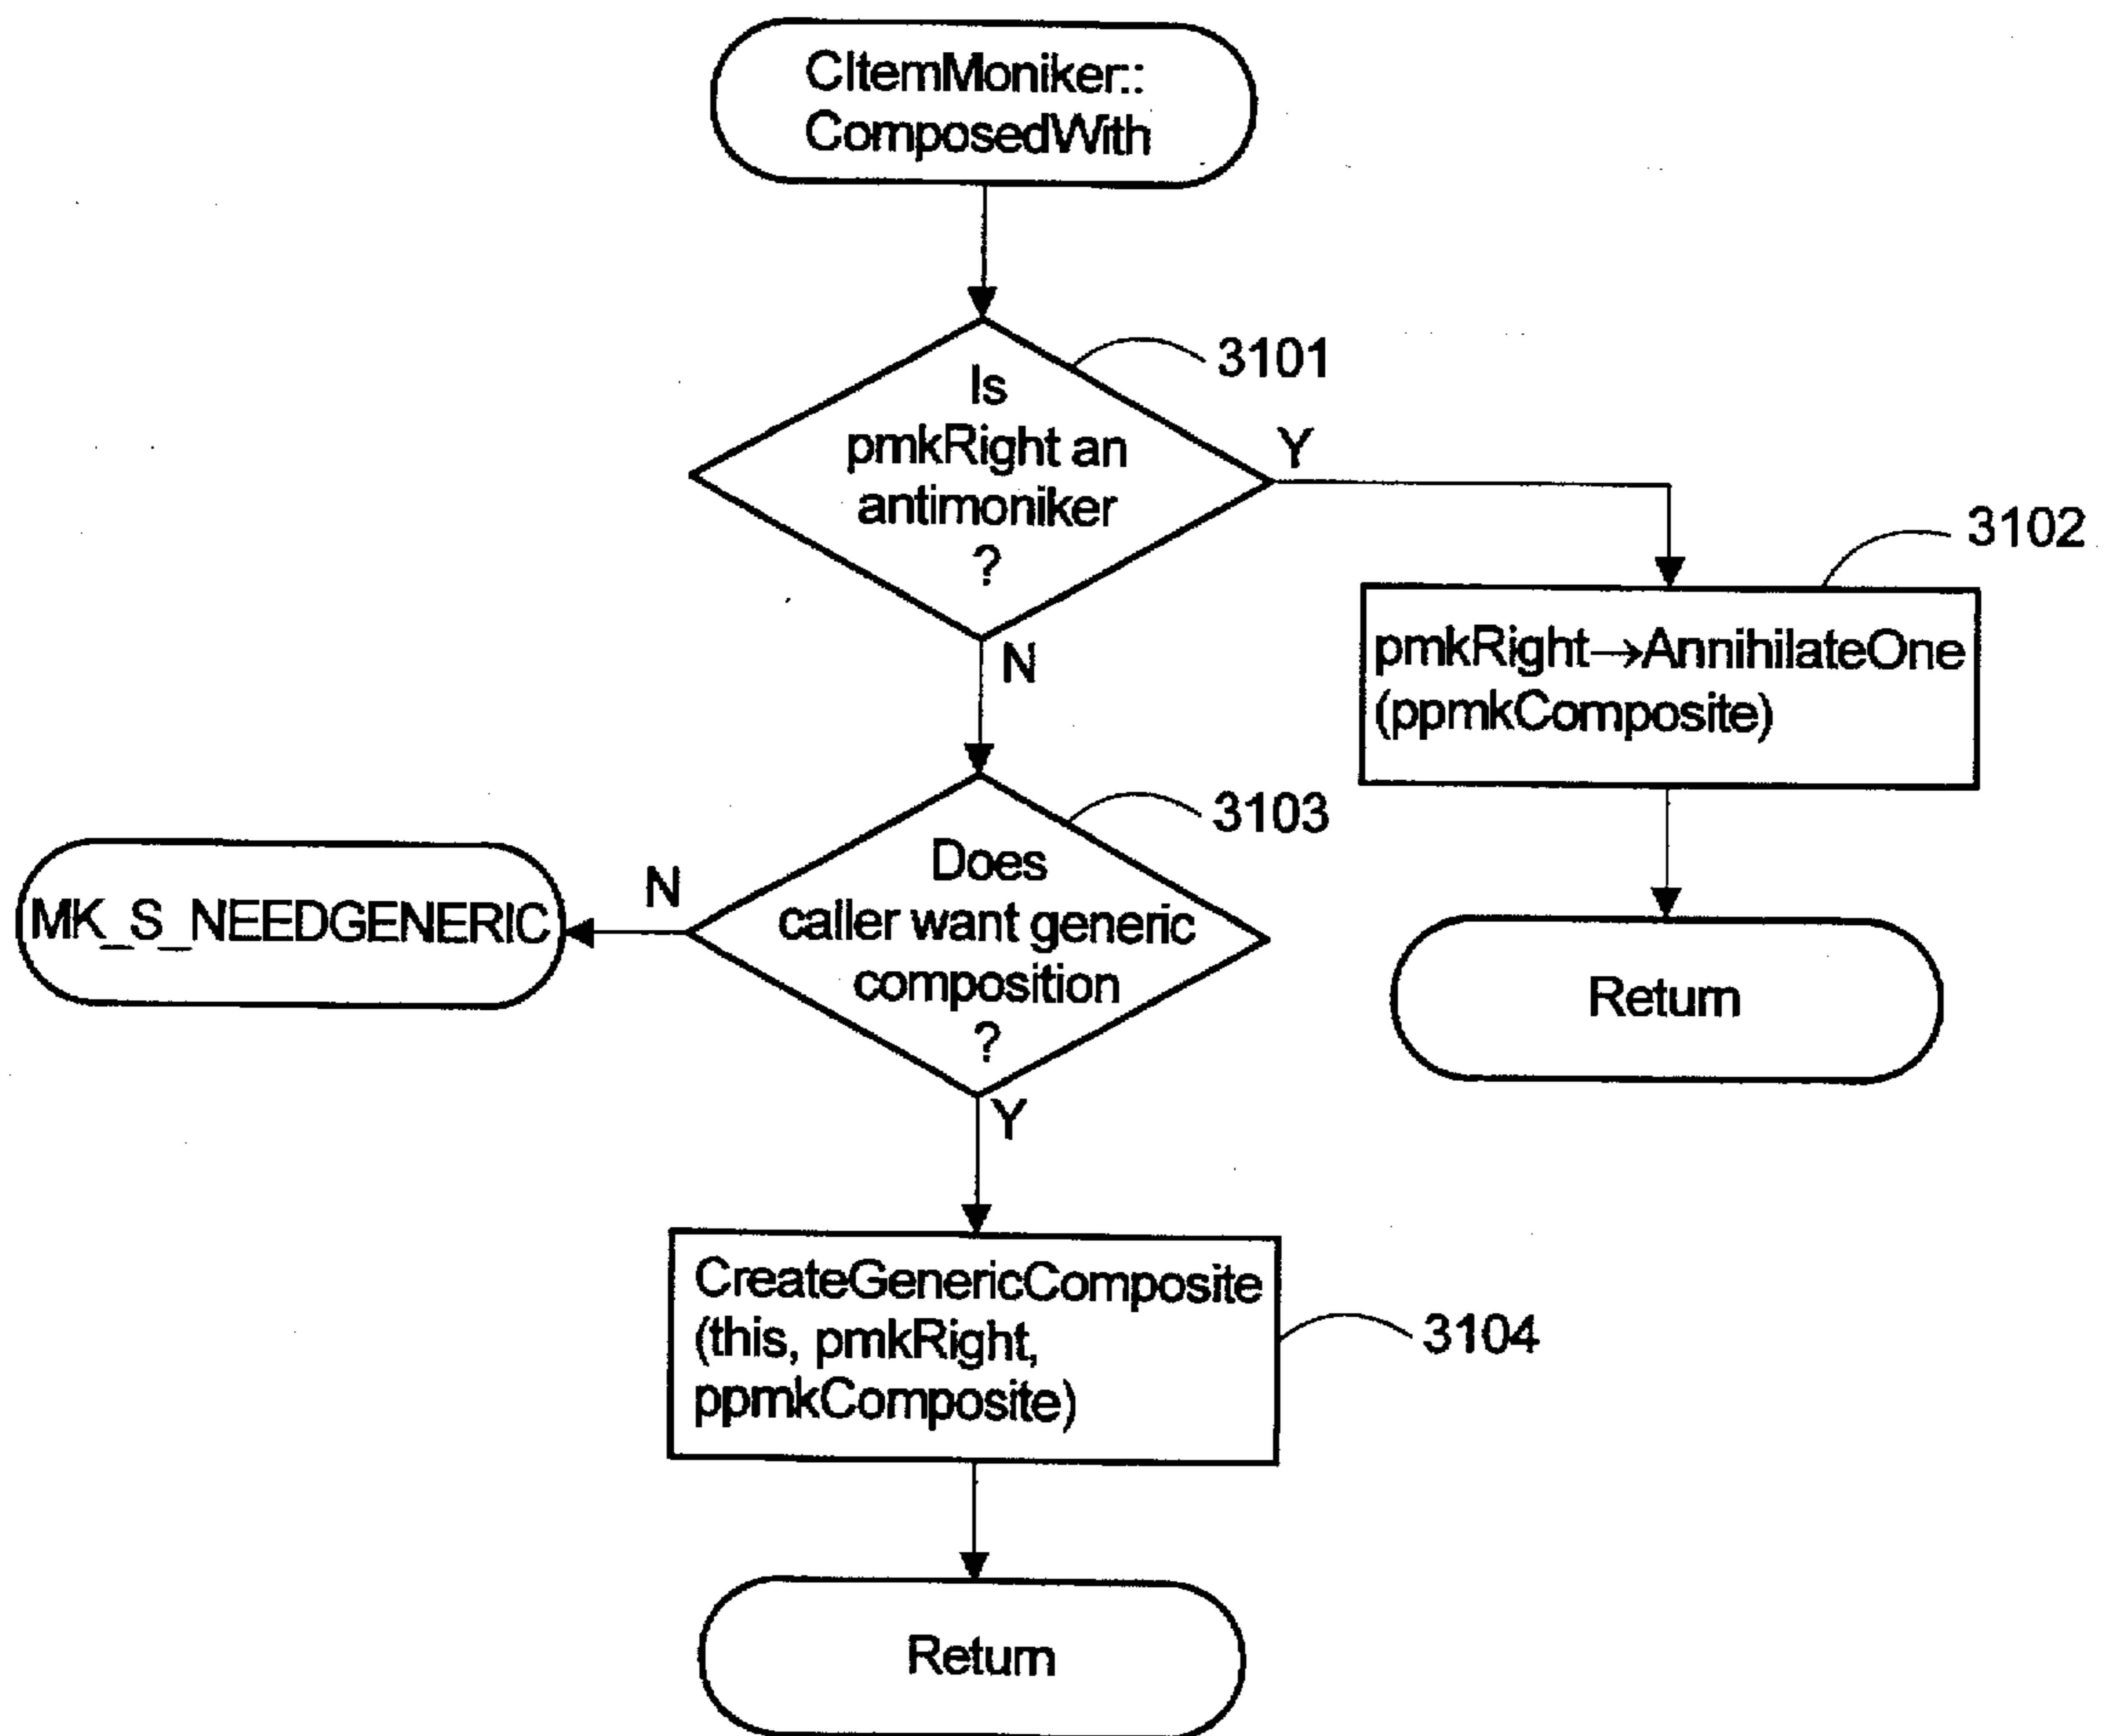 CItemMoniker::
ComposedWith
3101
Is
pmkRight an
antimoniker
?
Y
N
3102
pmkRight→AnnihilateOne
(ppmkComposite)
Return
3103
Does
caller want generic
composition
?
N
MK_S_NEEDGENERIC
Y
CreateGenericComposite
(this, pmkRight,
ppmkComposite)
3104
Return